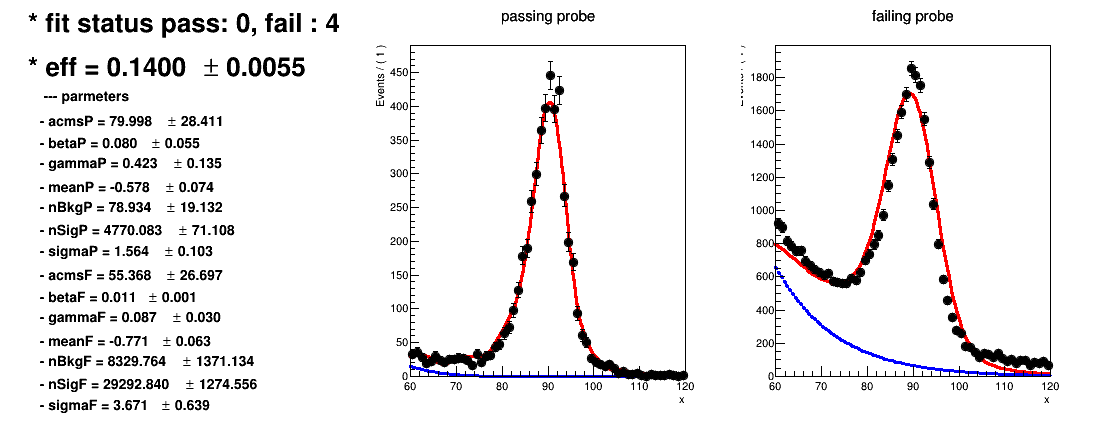 * fit status pass: 0, fail : 4
* eff = 0.1400 ± 0.0055
--- parmeters
- acmsP = 79.998 ± 28.411
- betaP = 0.080 ± 0.055
- gammaP = 0.423 ± 0.135
- meanP = -0.578 ± 0.074
- nBkgP = 78.934 ± 19.132
- nSigP = 4770.083 ± 71.108
- sigmaP = 1.564 ± 0.103
- acmsF = 55.368 ± 26.697
- betaF = 0.011 ± 0.001
- gammaF = 0.087 ± 0.030
- meanF = -0.771 ± 0.063
- nBkgF = 8329.764 ± 1371.134
- nSigF = 29292.840 ± 1274.556
- sigmaF = 3.671 ± 0.639
passing probe
Events / ( 1 )
450
400
350
300
250
200
150
100
50
0
60 70 80 90 100 110 120
x
failing probe
1800
1600
1400
1200
1000
800
600
400
200
0
60 70 80 90 100 110 120
x